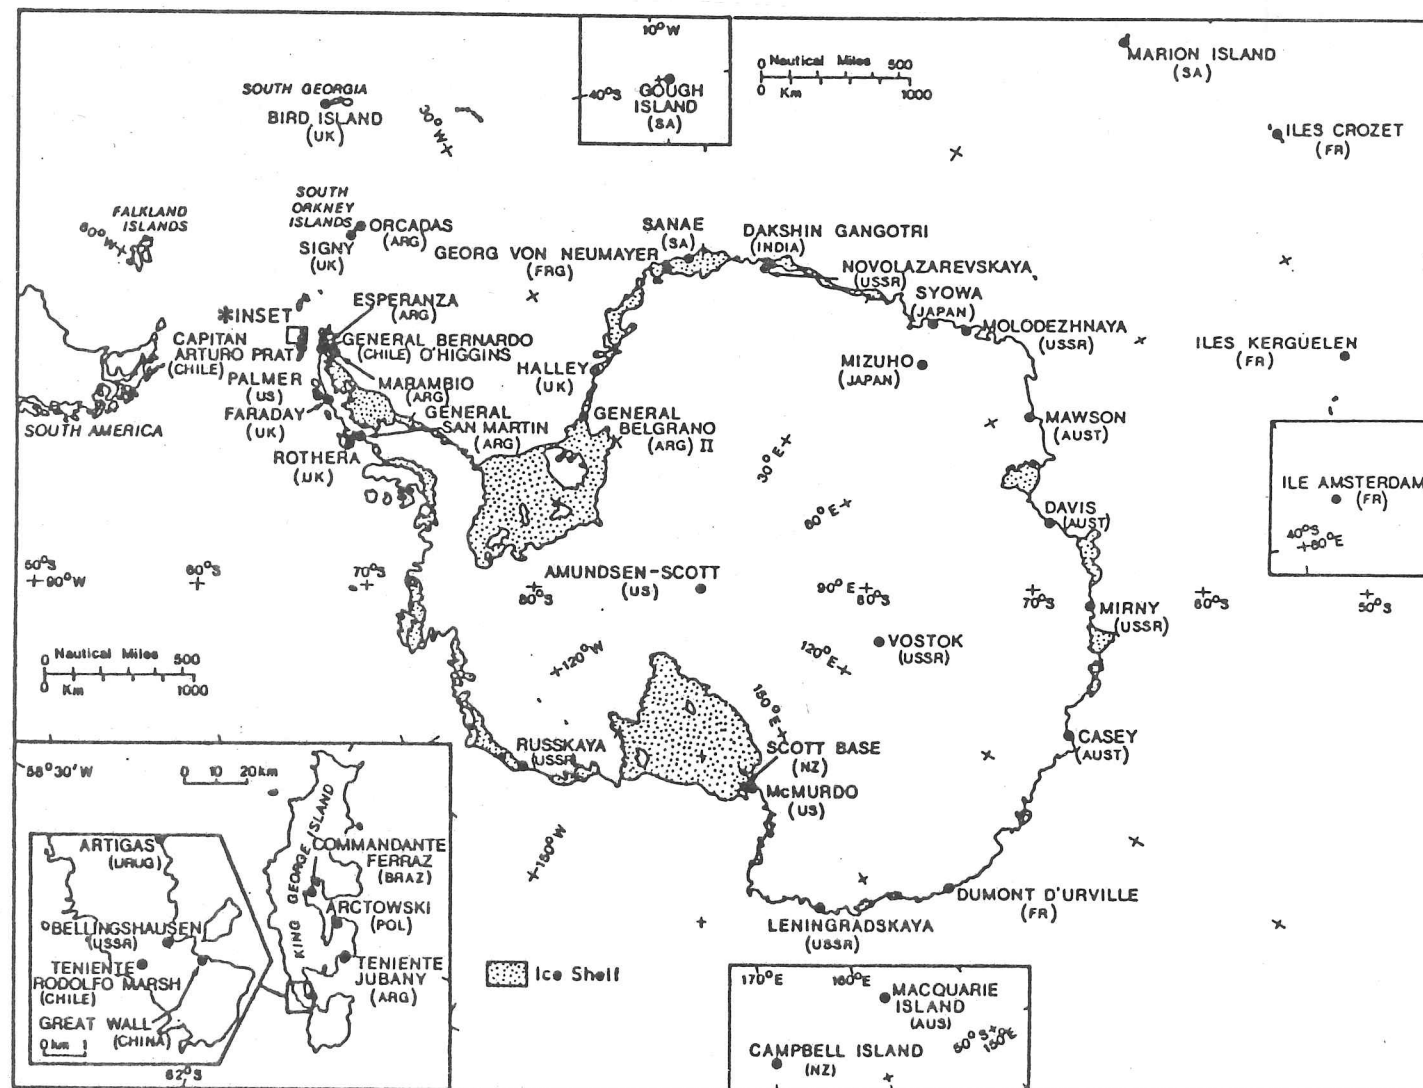 10°W
40°S
GOUGH
ISLAND
(SA)
0 Nautical Miles 500
0 Km 1000
MARION ISLAND
(SA)
ILES CROZET
(FR)
SOUTH GEORGIA
BIRD ISLAND
(UK)
FALKLAND
ISLANDS
60°W
SOUTH
ORKNEY
ISLANDS
ORCADAS
(ARG)
SIGNY
(UK)
GEORG VON NEUMAYER
(FRG)
SANAE
(SA)
DAKSHIN GANGOTRI
(INDIA)
NOVOLAZAREVSKAYA
(USSR)
SYOWA
(JAPAN)
MOLODEZHNAYA
(USSR)
MIZUHO
(JAPAN)
ILES KERGUELEN
(FR)
*INSET
ESPERANZA
(ARG)
CAPITAN
ARTURO PRAT
(CHILE)
GENERAL BERNARDO
(CHILE) O'HIGGINS
PALMER
(US)
MARAMBIO
(ARG)
FARADAY
(UK)
GENERAL
SAN MARTIN
(ARG)
ROTHERA
(UK)
SOUTH AMERICA
HALLEY
(UK)
GENERAL
BELGRANO
(ARG) II
MAWSON
(AUST)
DAVIS
(AUST)
ILE AMSTERDAM
(FR)
40°S
80°E
30°E
60°E
50°S
90°W
60°S
70°S
80°S
AMUNDSEN-SCOTT
(US)
90°E
80°S
70°S
60°S
50°S
MIRNY
(USSR)
VOSTOK
(USSR)
120°W
120°E
150°E
0 Nautical Miles 500
0 Km 1000
CASEY
(AUST)
RUSSKAYA
(USSR)
SCOTT BASE
(NZ)
McMURDO
(US)
150°W
DUMONT D'URVILLE
(FR)
LENINGRADSKAYA
(USSR)
Ice Shelf
58°30'W
0 10 20 km
KING GEORGE ISLAND
COMMANDANTE
FERRAZ
(BRAZ)
ARCTOWSKI
(POL)
TENIENTE
JUBANY
(ARG)
ARTIGAS
(URUG)
BELLINGSHAUSEN
(USSR)
TENIENTE
RODOLFO MARSH
(CHILE)
GREAT WALL
(CHINA)
0 km 1
62°S
170°E
160°E
MACQUARIE
ISLAND
(AUS)
50°S
150°E
CAMPBELL ISLAND
(NZ)